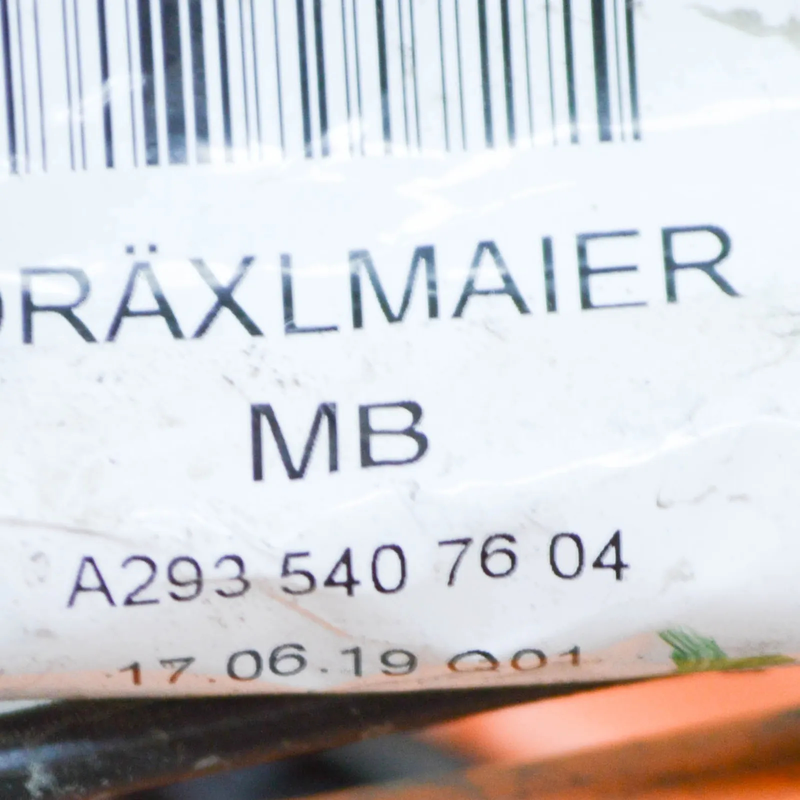 DRÄXLMAIER
MB
A293 540 76 04
17.06.19 Q01